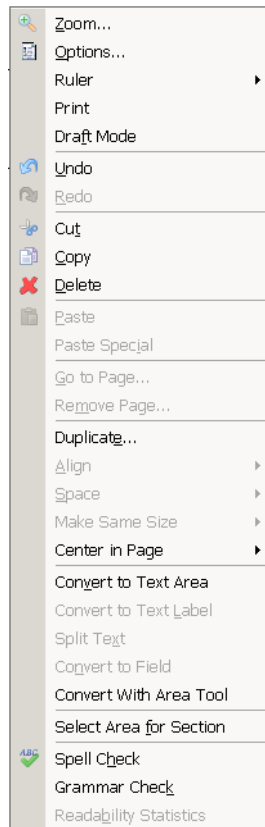 Zoom...
Options...
Ruler
Print
Draft Mode
Undo
Redo
Cut
Copy
Delete
Paste
Paste Special
Go to Page...
Remove Page...
Duplicate...
Align
Space
Make Same Size
Center in Page
Convert to Text Area
Convert to Text Label
Split Text
Convert to Field
Convert With Area Tool
Select Area for Section
ABC Spell Check
Grammar Check
Readability Statistics